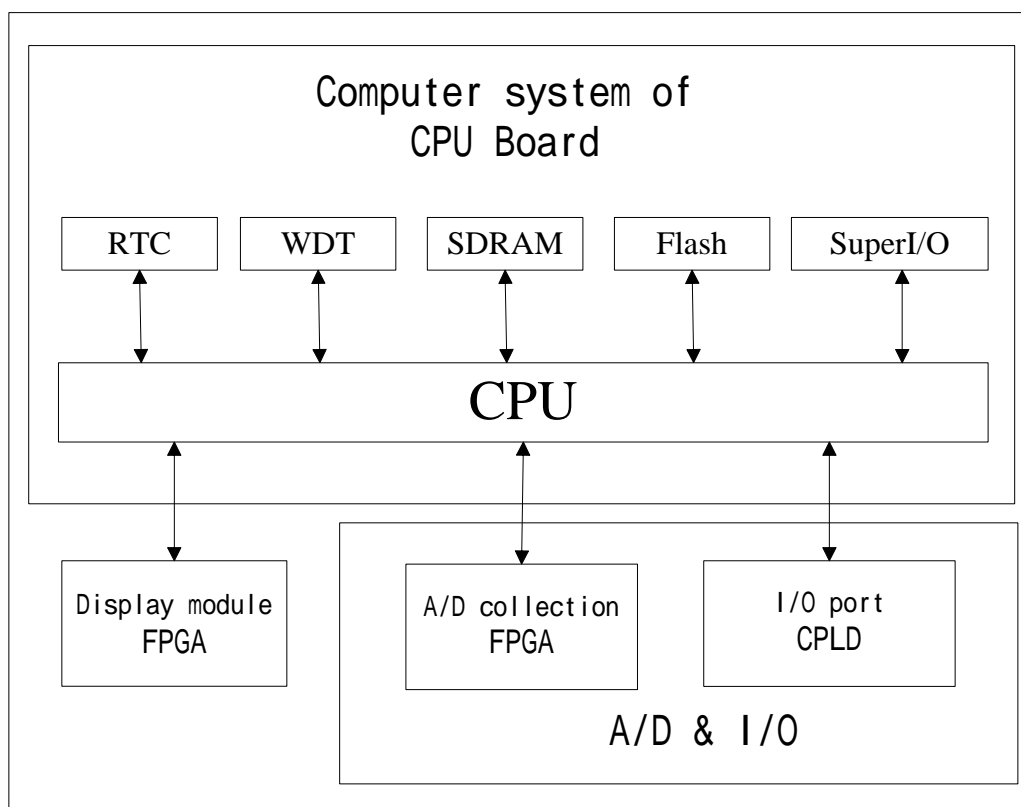 Computer system of
CPU Board
RTC
WDT
SDRAM
Flash
SuperI/O
CPU
Display module
FPGA
A/D collection
FPGA
I/O port
CPLD
A/D & I/O